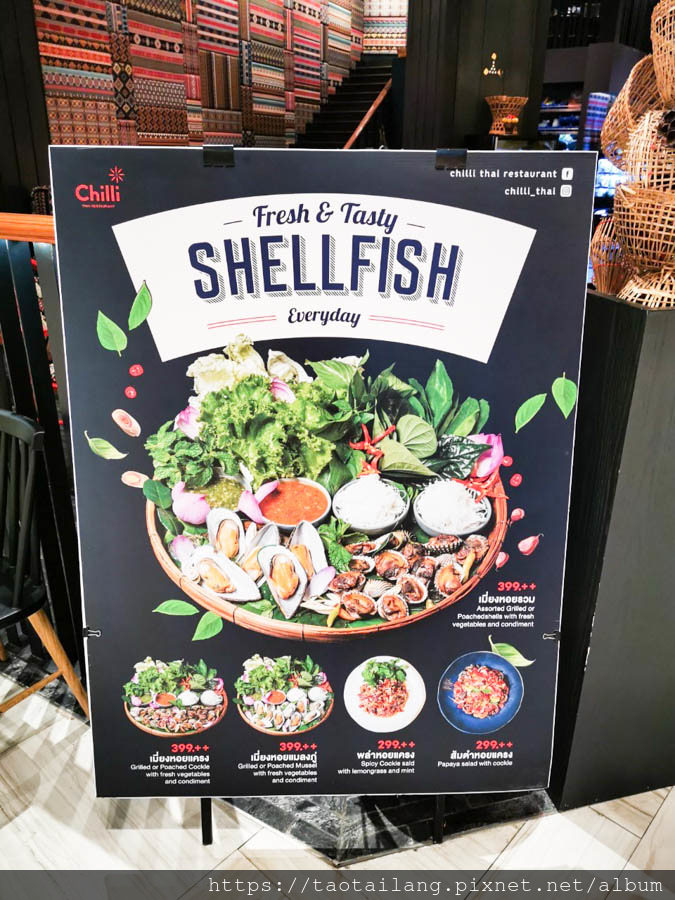 Chilli
THAI RESTAURANT
chilli thai restaurant f
chilli_thai
Fresh & Tasty
SHELLFISH
Everyday
399.++
เมี่ยงหอยรวม
Assorted Grilled or
Poachedshells with fresh
vegetables and condiment
399.++
เมี่ยงหอยแครง
Grilled or Poached Cockle
with fresh vegetables
and condiment
399.++
เมี่ยงหอยแมลงภู่
Grilled or Poached Mussel
with fresh vegetables
and condiment
299.++
พล่าหอยแครง
Spicy Cockle sald
with lemongrass and mint
299.++
ส้มตำหอยแครง
Papaya salad with cockle
https://taotailang.pixnet.net/album